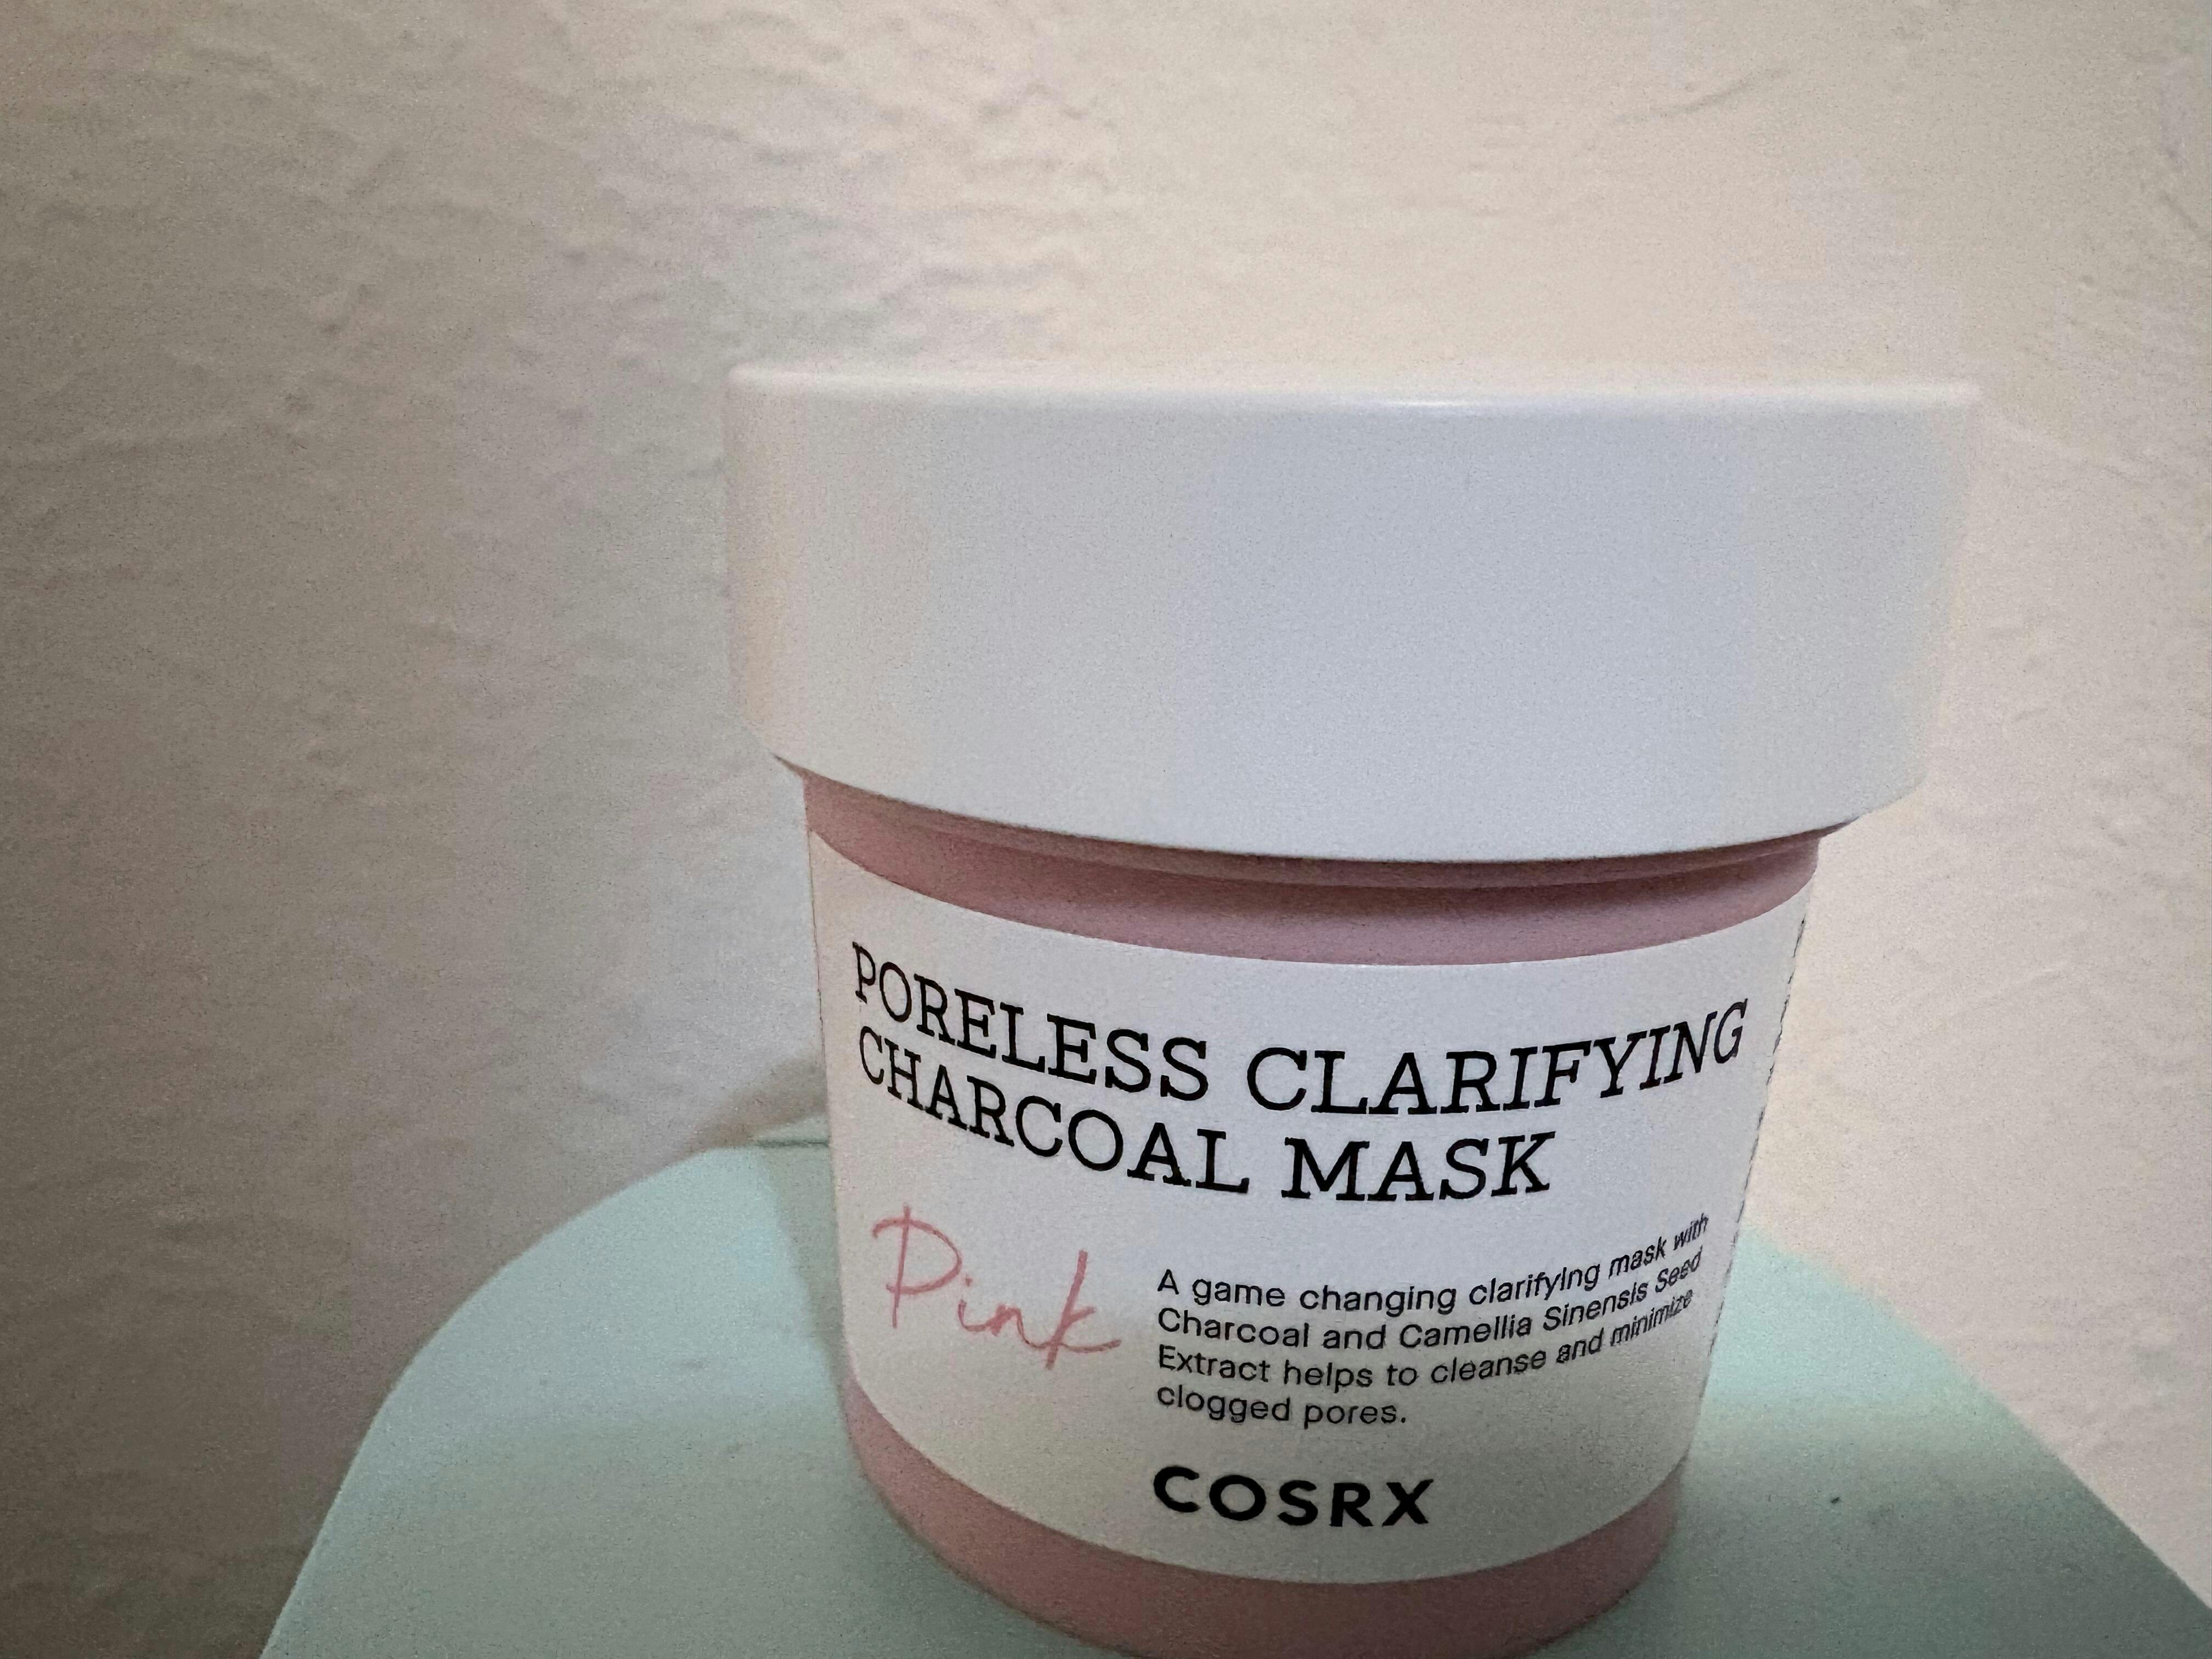 PORELESS CLARIFYING
CHARCOAL MASK
Pink
A game changing clarifying mask with
Charcoal and Camellia Sinensis Seed
Extract helps to cleanse and minimize
clogged pores.
COSRX